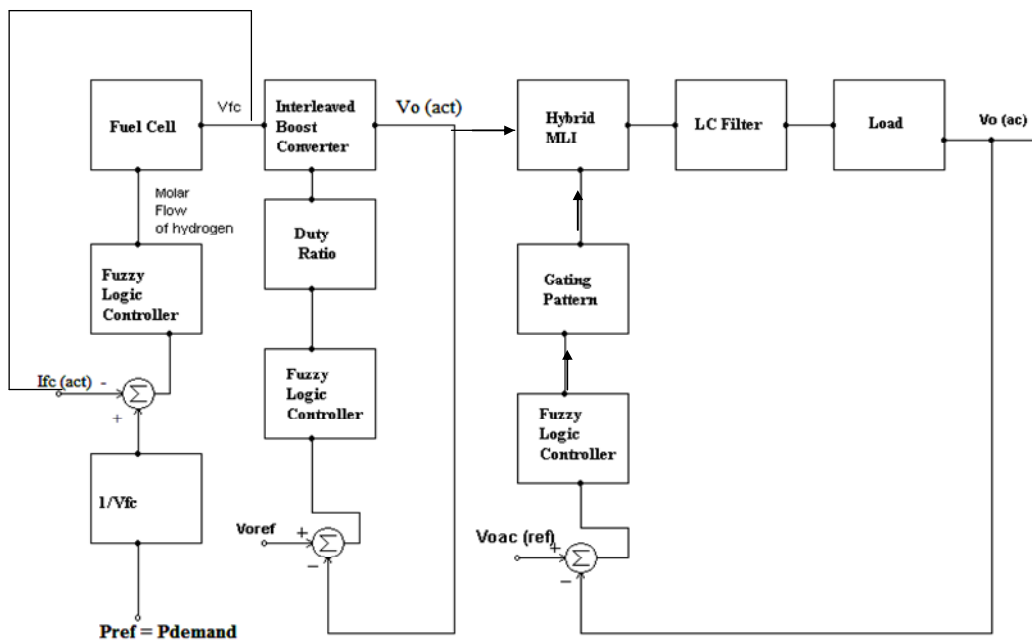 Fuel Cell
Vfc
Interleaved
Boost
Converter
Vo (act)
Hybrid
MLI
LC Filter
Load
Vo (ac)
Molar
Flow
of hydrogen
Duty
Ratio
Fuzzy
Logic
Controller
Gating
Pattern
Ifc (act)
-
Σ
+
Fuzzy
Logic
Controller
Fuzzy
Logic
Controller
1/Vfc
Voref
+
Σ
-
Voac (ref)
+
Σ
-
Pref = Pdemand